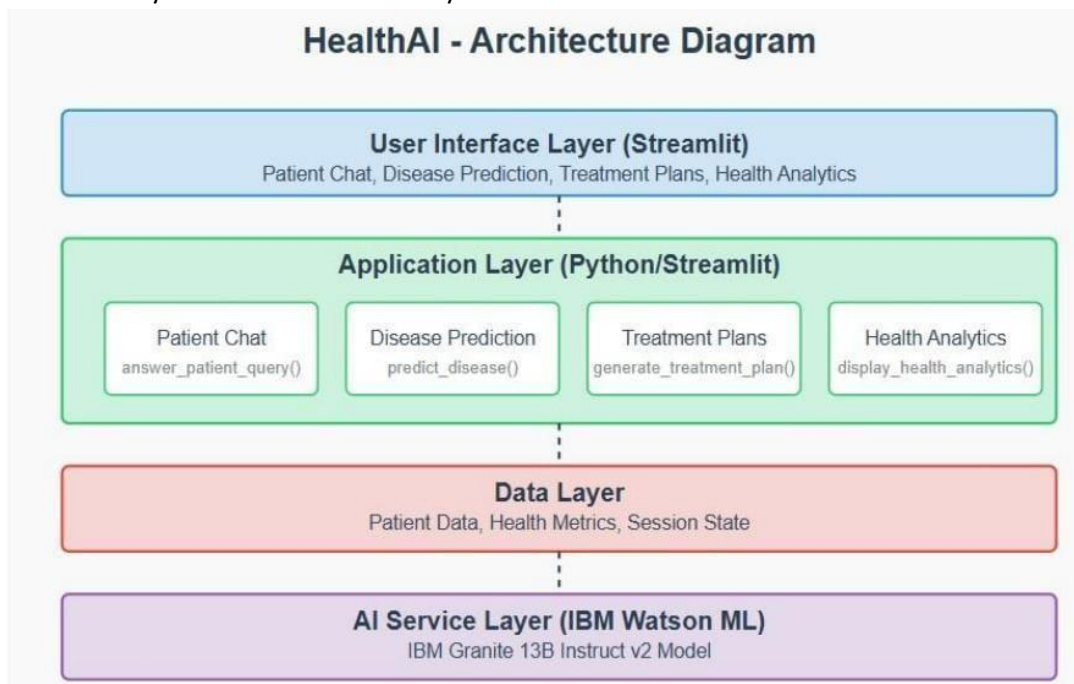 HealthAI - Architecture Diagram
User Interface Layer (Streamlit)
Patient Chat, Disease Prediction, Treatment Plans, Health Analytics
Application Layer (Python/Streamlit)
Patient Chat
answer_patient_query()
Disease Prediction
predict_disease()
Treatment Plans
generate_treatment_plan()
Health Analytics
display_health_analytics()
Data Layer
Patient Data, Health Metrics, Session State
AI Service Layer (IBM Watson ML)
IBM Granite 13B Instruct v2 Model